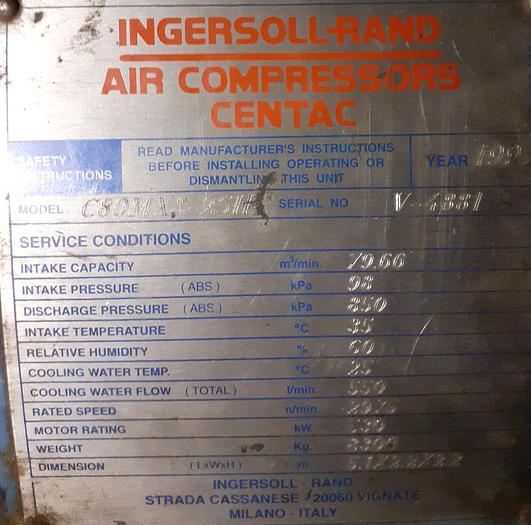 INGERSOLL-RAND
AIR COMPRESSORS
CENTAC
SAFETY INSTRUCTIONS
READ MANUFACTURER'S INSTRUCTIONS
BEFORE INSTALLING OPERATING OR
DISMANTLING THIS UNIT
YEAR
MODEL SERIAL NO V-4881
SERVICE CONDITIONS
INTAKE CAPACITY m³/min. 79.66
INTAKE PRESSURE (ABS) kPa 98
DISCHARGE PRESSURE (ABS) kPa 850
INTAKE TEMPERATURE °C 35
RELATIVE HUMIDITY % 60
COOLING WATER TEMP. °C 25
COOLING WATER FLOW (TOTAL) l/min.
RATED SPEED n/min.
MOTOR RATING kW
WEIGHT Kg.
DIMENSION (LxWxH) m
INGERSOLL - RAND
STRADA CASSANESE 20060 VIGNATE
MILANO - ITALY